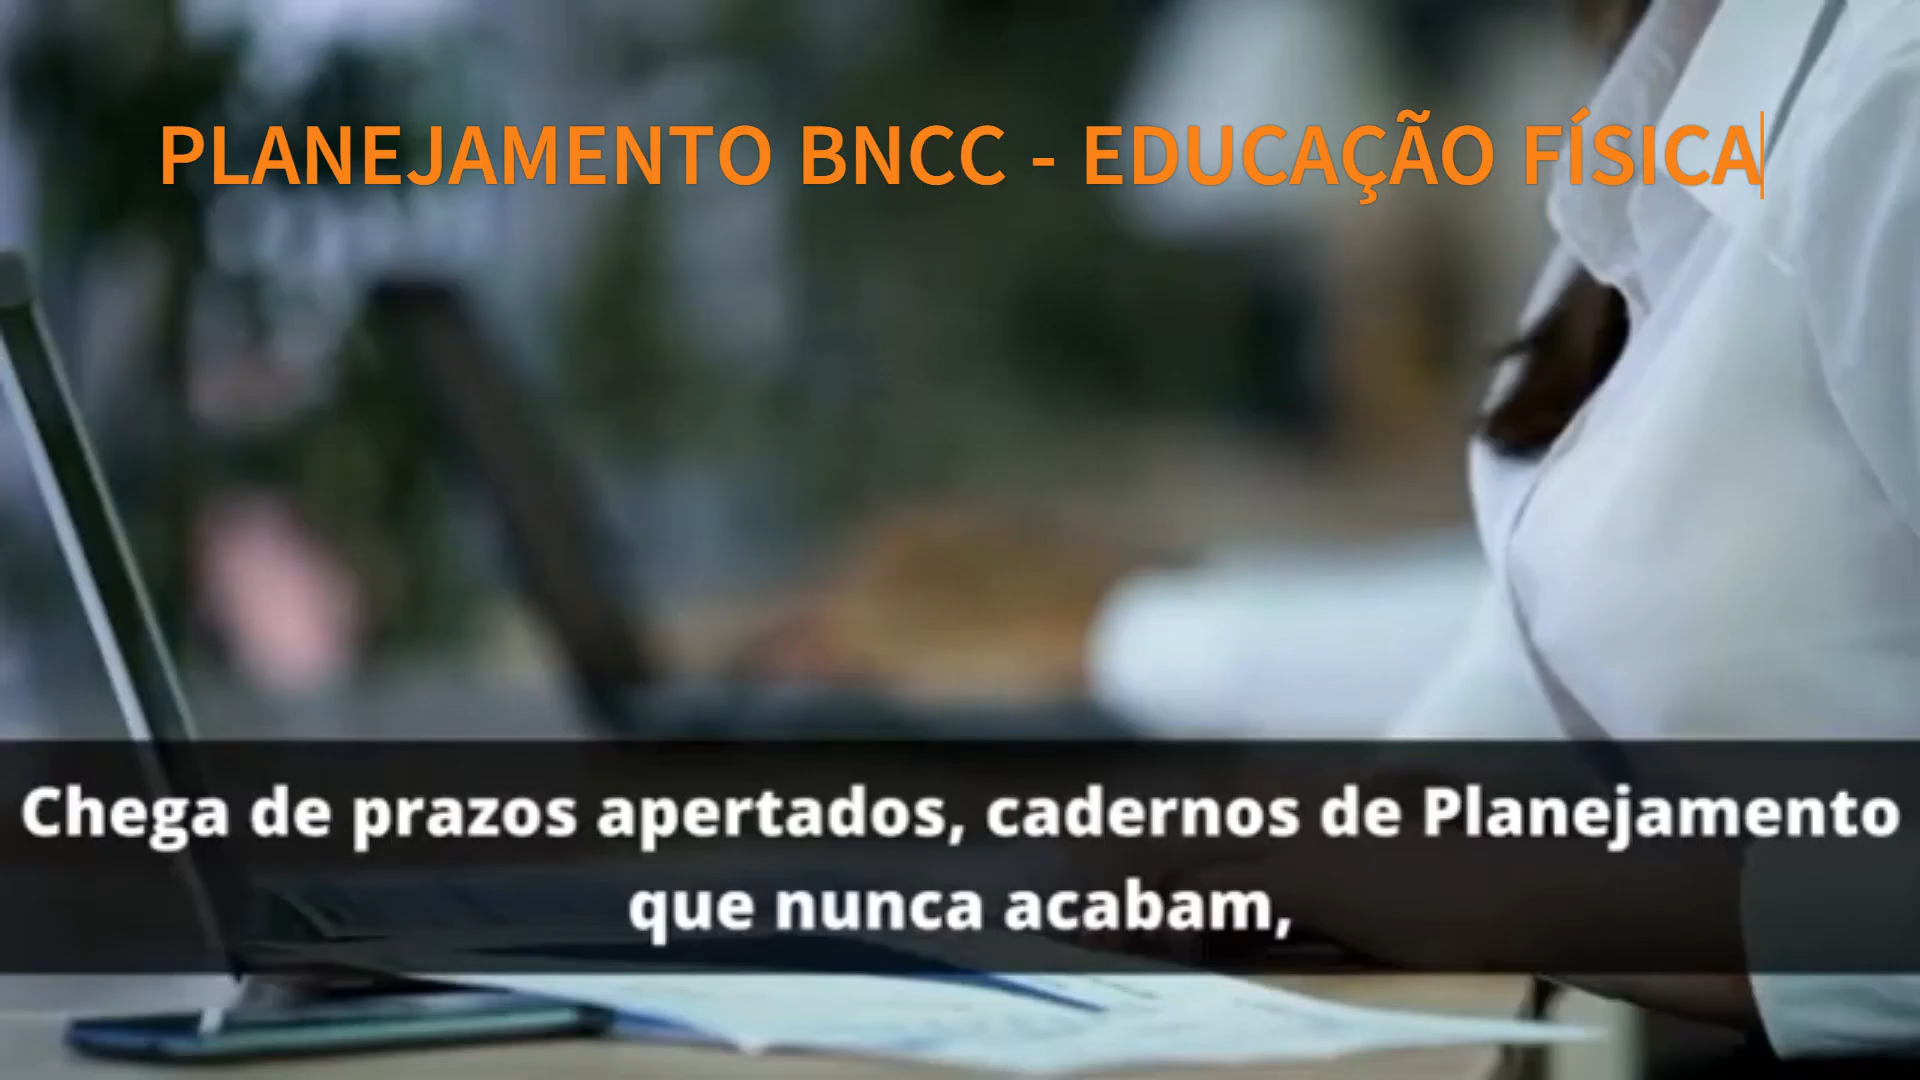 PLANEJAMENTO BNCC - EDUCAÇÃO FÍSICA
Chega de prazos apertados, cadernos de Planejamento
que nunca acabam,